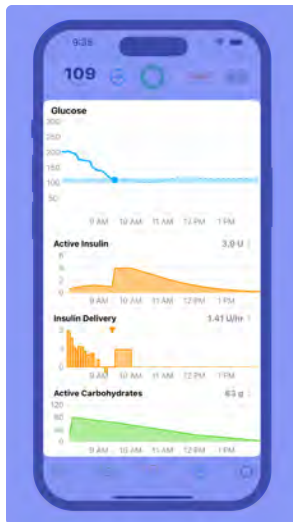 9:35
109
Glucose
300
250
200
150
100
50
9 AM 10 AM 11 AM 12 PM 1 PM
Active Insulin 3.9 U
6
4
2
0
9 AM 10 AM 11 AM 12 PM 1 PM
Insulin Delivery 1.41 U/hr
0
9 AM 10 AM 11 AM 12 PM 1 PM
Active Carbohydrates 63 g
120
80
40
0
9 AM 10 AM 11 AM 12 PM 1 PM